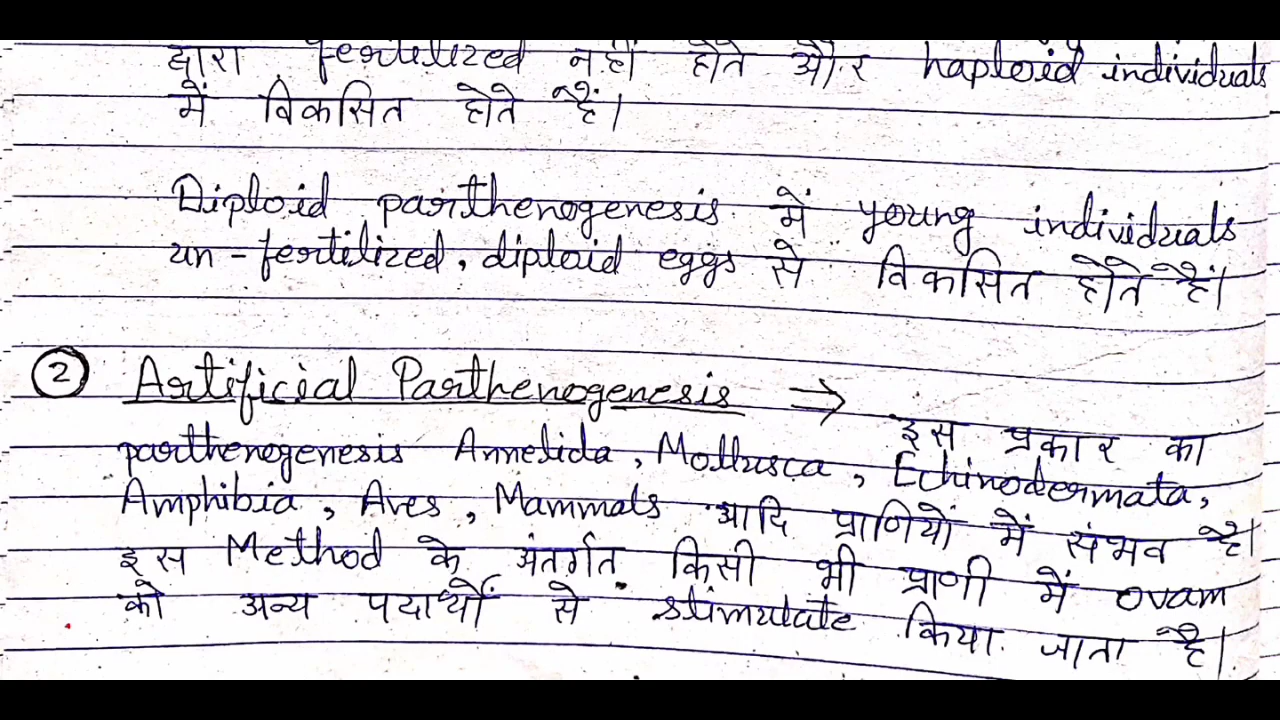 द्वारा fertilized नहीं होते और haploid individuals
में विकसित होते हैं।
Diploid parthenogenesis में young individuals
un-fertilized, diploid eggs से विकसित होते हैं।
② Artificial Parthenogenesis ⇒ इस प्रकार का
parthenogenesis Annelida, Mollusca, Echinodermata,
Amphibia, Aves, Mammals आदि प्राणियों में संभव है।
इस Method के अंतर्गत किसी भी प्राणी में ovam
को अन्य पदार्थों से stimulate किया जाता है।